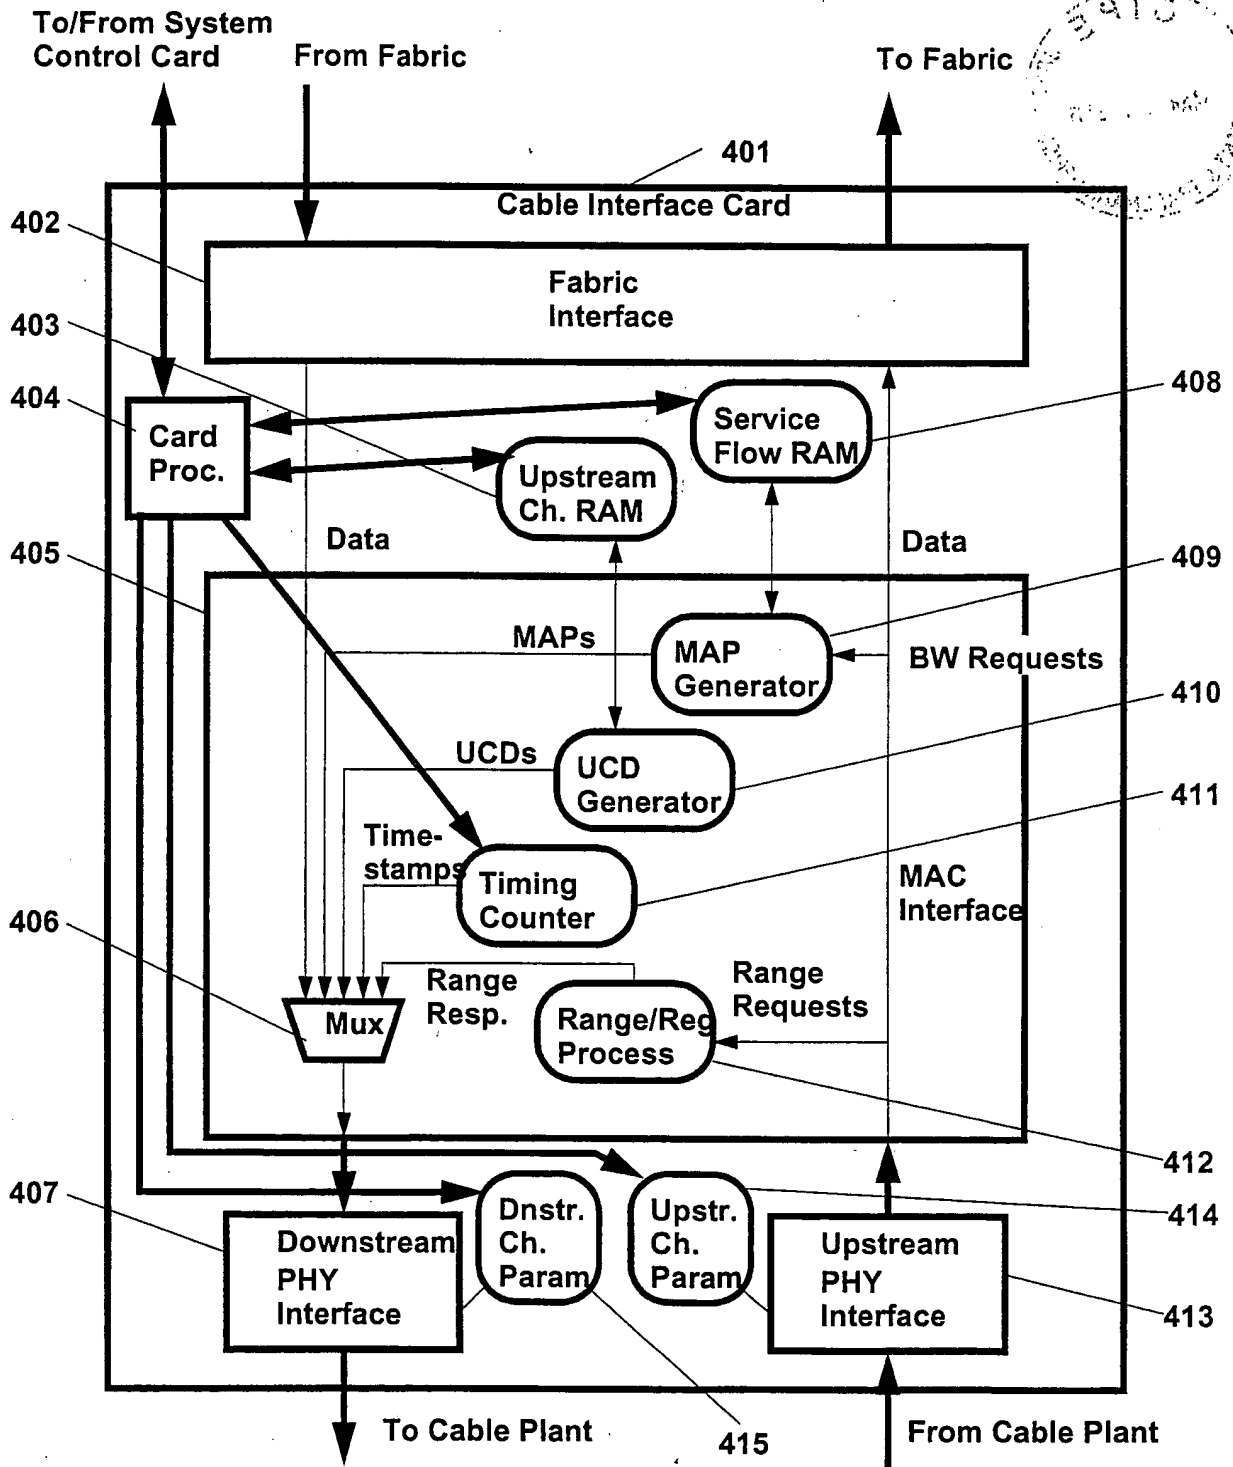 To/From System
Control Card
From Fabric
To Fabric
401
Cable Interface Card
402
Fabric
Interface
403
404
Card
Proc.
408
Service
Flow RAM
Upstream
Ch. RAM
Data
Data
405
409
MAPs
MAP
Generator
BW Requests
410
UCDs
UCD
Generator
411
Time-
stamps
Timing
Counter
MAC
Interface
406
Range
Resp.
Range
Requests
Mux
Range/Reg
Process
412
407
Dnstr.
Ch.
Param
Upstr.
Ch.
Param
414
Downstream
PHY
Interface
Upstream
PHY
Interface
413
To Cable Plant
415
From Cable Plant